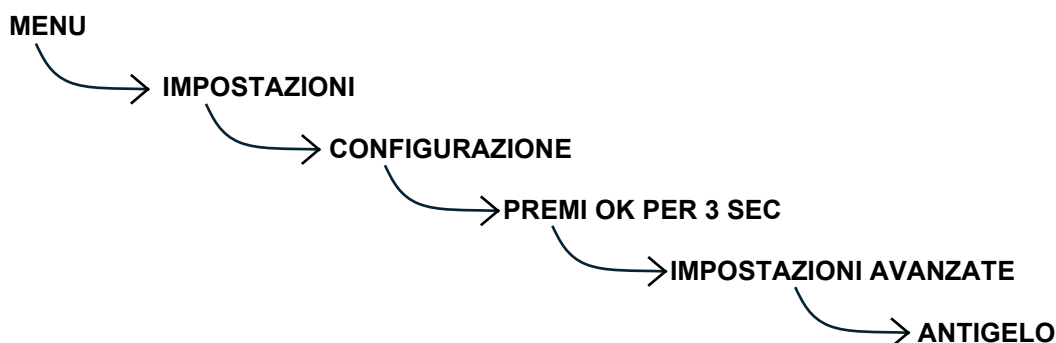 MENU
IMPOSTAZIONI
CONFIGURAZIONE
PREMI OK PER 3 SEC
IMPOSTAZIONI AVANZATE
ANTIGELO